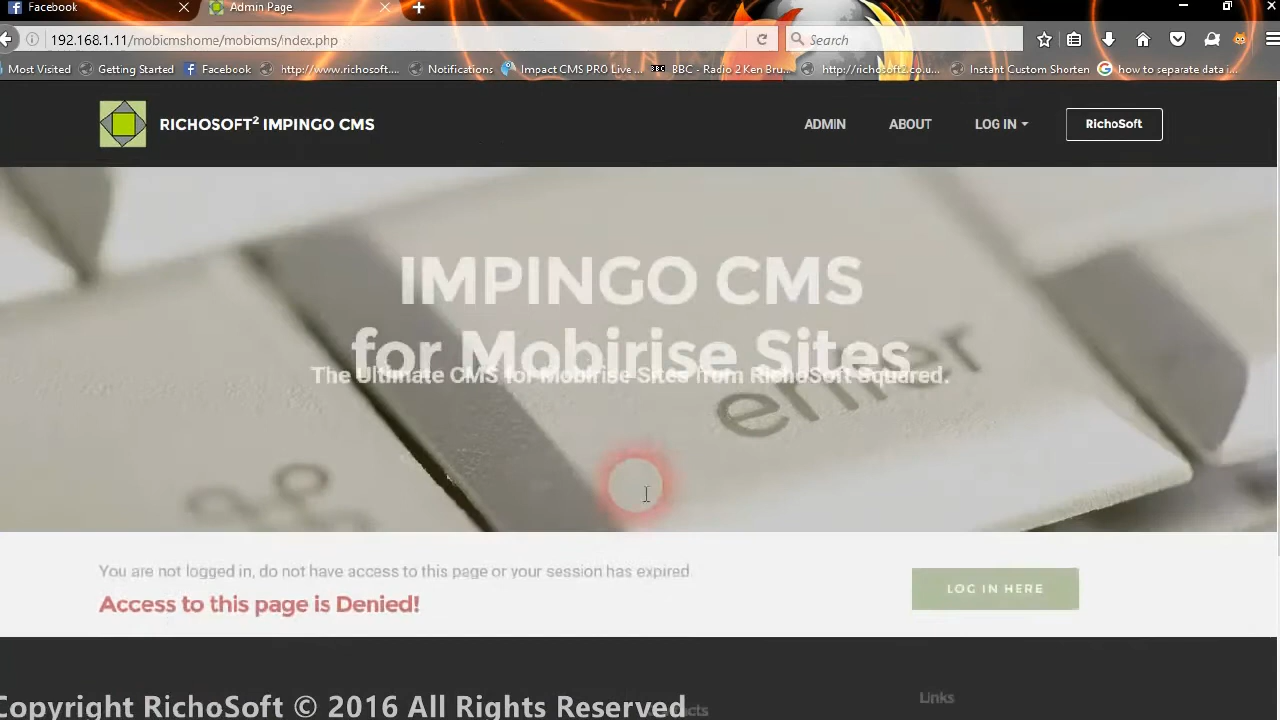 Facebook
Admin Page
192.168.1.11/mobicmshome/mobicms/index.php
Search
Most Visited
Getting Started
Facebook
http://www.richosoft....
Notifications
Impact CMS PRO Live ...
BBC - Radio 2 Ken Bru...
http://richosoft2.co.u...
Instant Custom Shorten
how to separate data i...
RICHOSOFT² IMPINGO CMS
ADMIN
ABOUT
LOG IN
RichoSoft
IMPINGO CMS
for Mobirise Sites
The Ultimate CMS for Mobirise Sites from RichoSoft Squared.
enter
You are not logged in, do not have access to this page or your session has expired.
Access to this page is Denied!
LOG IN HERE
Links
Copyright RichoSoft © 2016 All Rights Reserved